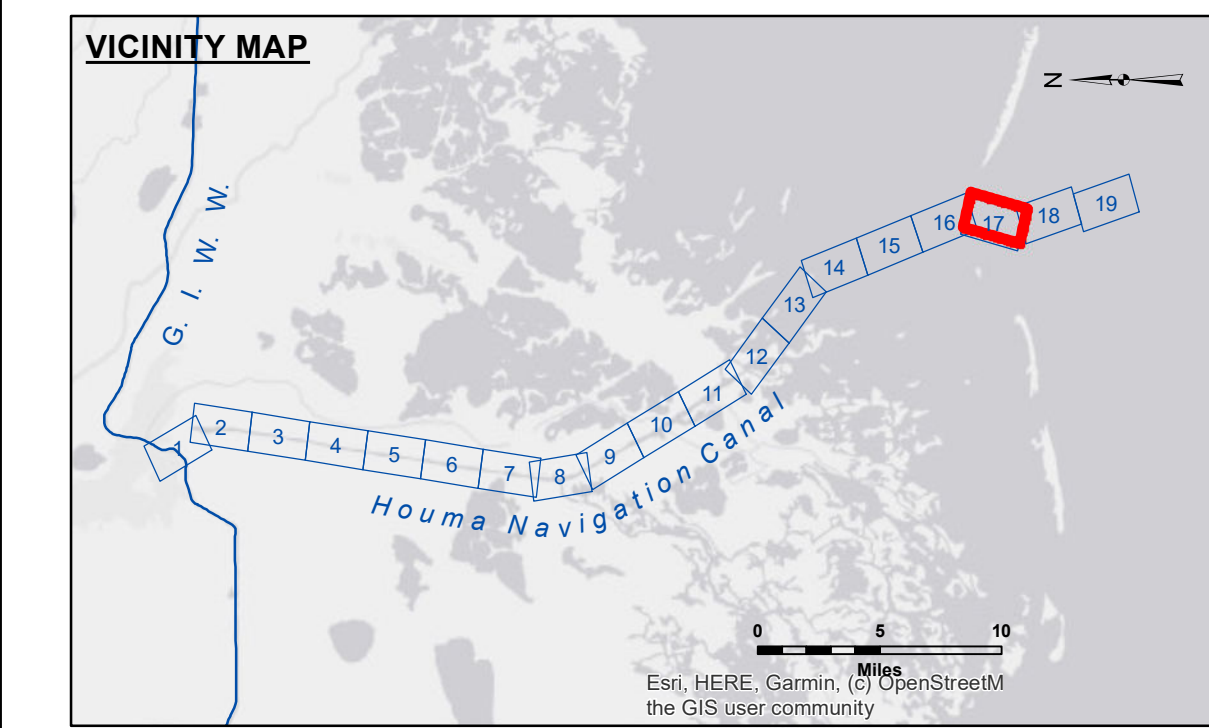 VICINITY MAP
N
G. I. W. W.
1
2
3
4
5
6
7
8
9
10
11
12
13
14
15
16
17
18
19
Houma Navigation Canal
0 5 10
Miles
Esri, HERE, Garmin, (c) OpenStreetM
the GIS user community